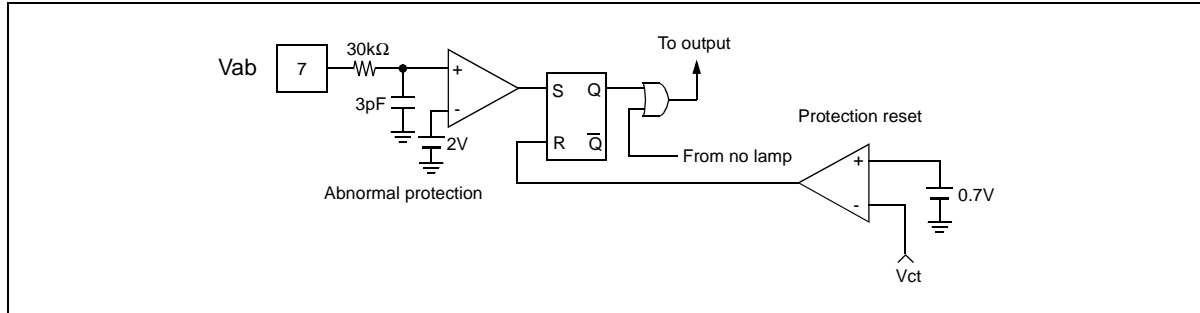 To output
30kΩ
Vab
7
+
-
3pF
2V
S
Q
R
Q̅
From no lamp
Abnormal protection
Protection reset
+
-
0.7V
Vct